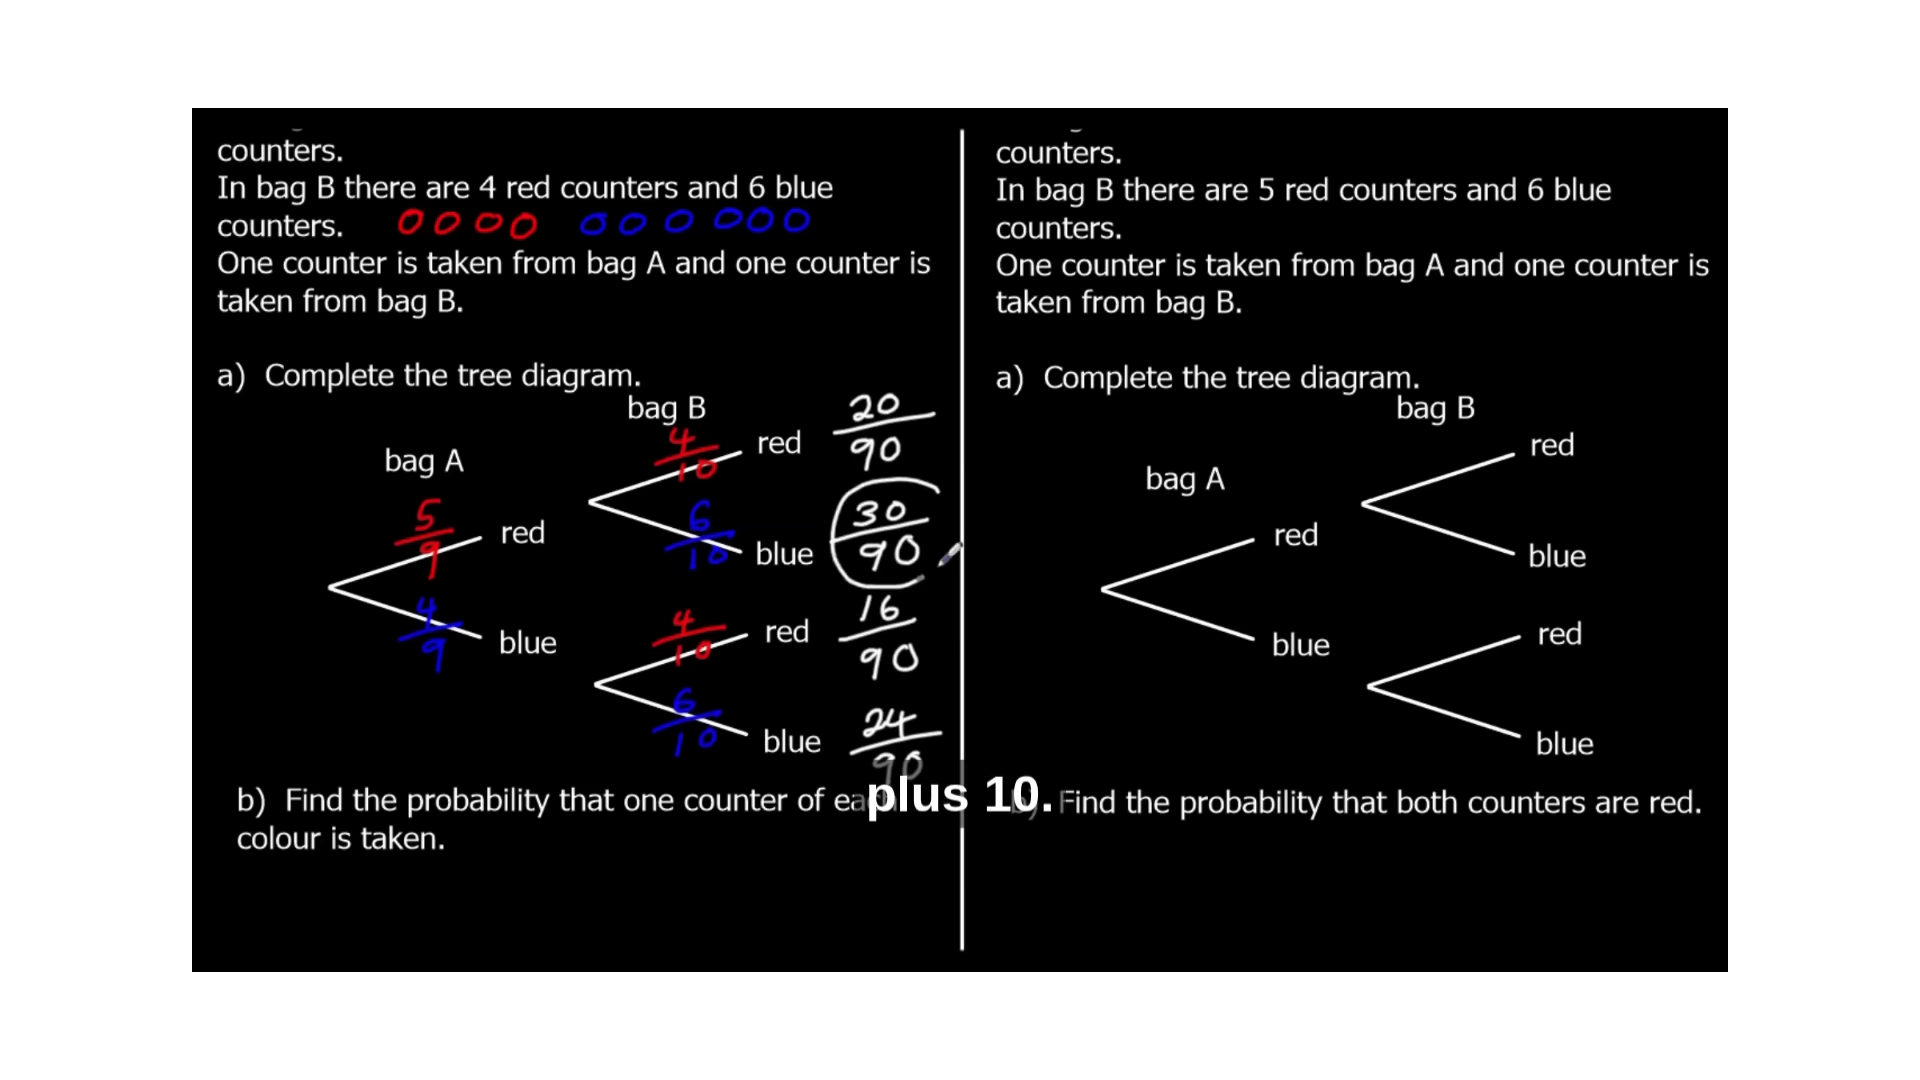 counters.
In bag B there are 4 red counters and 6 blue
counters.
One counter is taken from bag A and one counter is
taken from bag B.
a) Complete the tree diagram.
bag B
bag A
4/10
red
20/90
5/9
red
6/10
blue
30/90
4/9
blue
4/10
red
16/90
6/10
blue
24/90
b) Find the probability that one counter of
colour is taken.
plus 10.
counters.
In bag B there are 5 red counters and 6 blue
counters.
One counter is taken from bag A and one counter is
taken from bag B.
a) Complete the tree diagram.
bag B
bag A
red
red
blue
blue
red
blue
Find the probability that both counters are red.